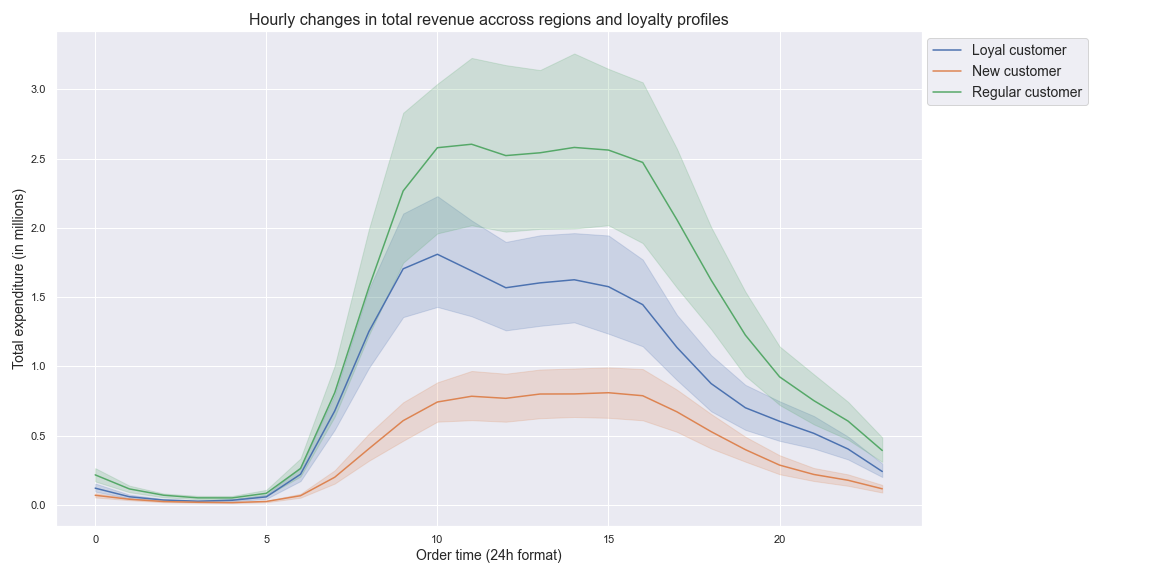 Hourly changes in total revenue accross regions and loyalty profiles
Loyal customer
New customer
Regular customer
Total expenditure (in millions)
3.0
2.5
2.0
1.5
1.0
0.5
0.0
0 5 10 15 20
Order time (24h format)